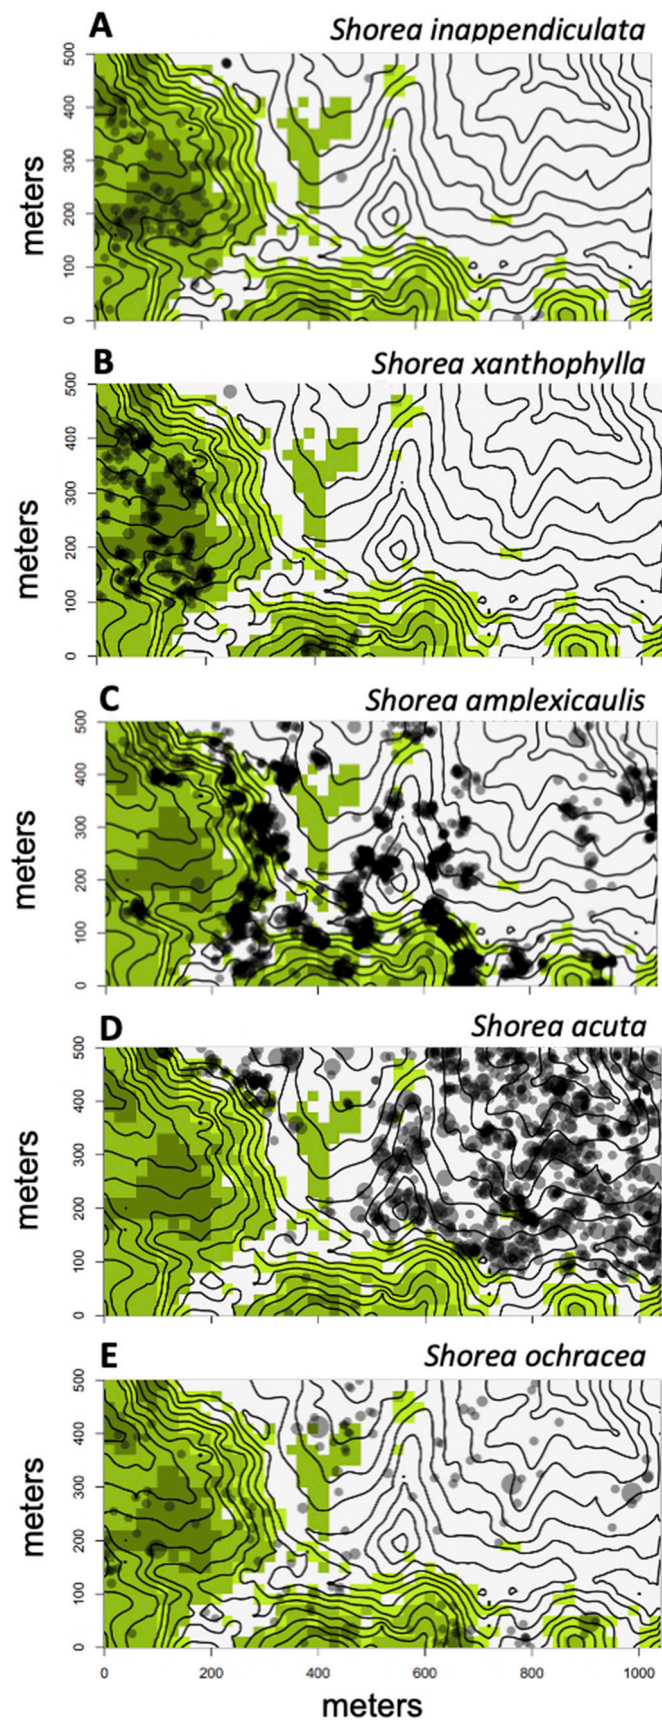 A
Shorea inappendiculata
500
400
300
200
100
0
meters
B
Shorea xanthophylla
500
400
300
200
100
0
meters
C
Shorea amplexicaulis
500
400
300
200
100
0
meters
D
Shorea acuta
500
400
300
200
100
0
meters
E
Shorea ochracea
500
400
300
200
100
0
meters
0 200 400 600 800 1000
meters